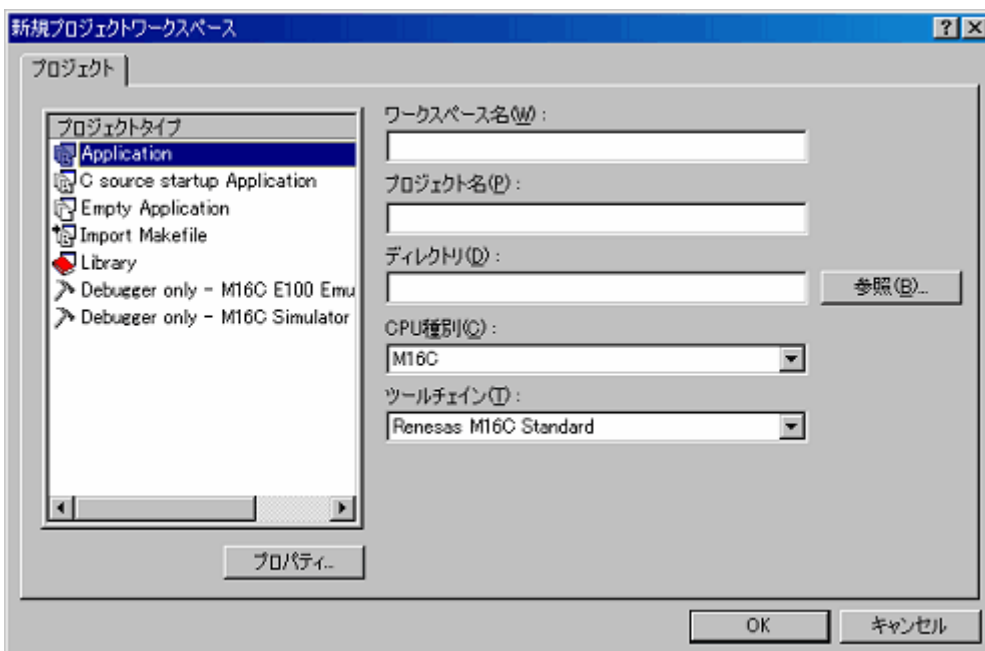 新規プロジェクトワークスペース
プロジェクト
プロジェクトタイプ
Application
C source startup Application
Empty Application
Import Makefile
Library
Debugger only - M16C E100 Emu
Debugger only - M16C Simulator
プロパティ...
ワークスペース名(W) :
プロジェクト名(P) :
ディレクトリ(D) :
参照(B)...
CPU種別(C) :
M16C
ツールチェイン(T) :
Renesas M16C Standard
OK
キャンセル